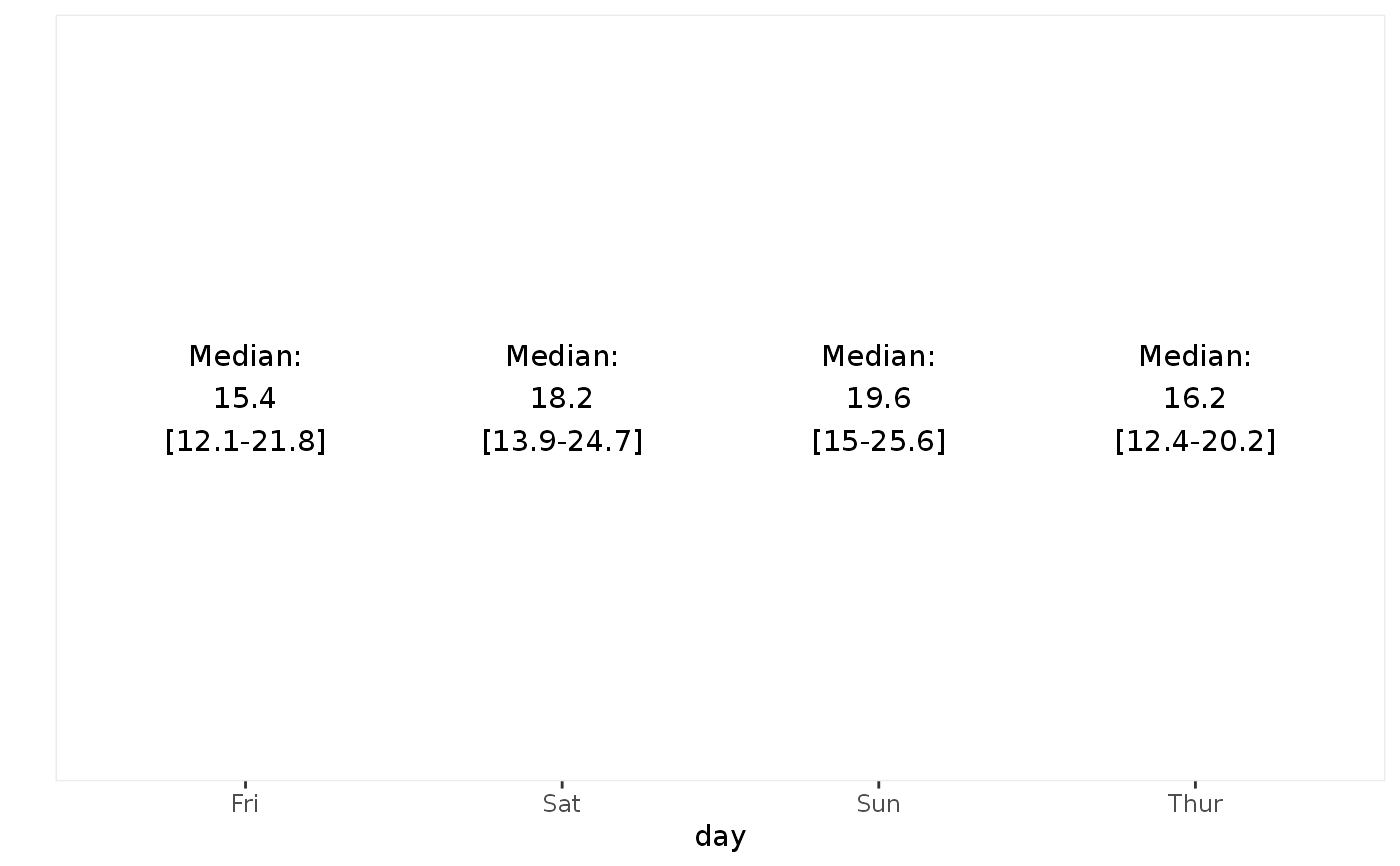 Median: Median: Median: Median:
15.4 18.2 19.6 16.2
[12.1-21.8] [13.9-24.7] [15-25.6] [12.4-20.2]
Fri Sat Sun Thur
day